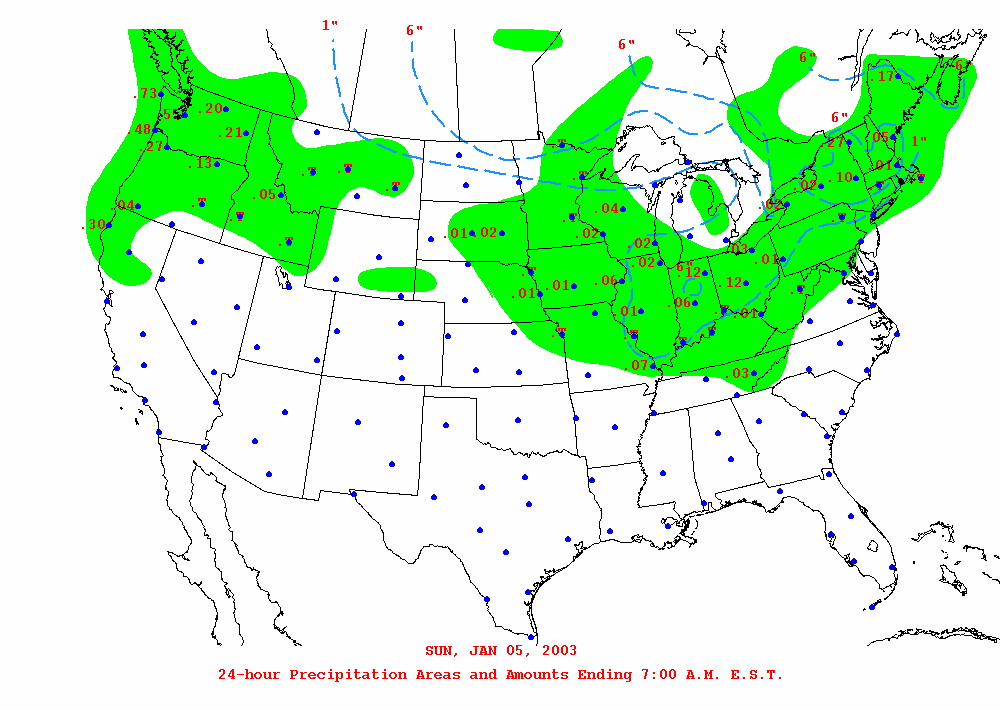 1" 6"
6" 6" 6"
.73 .17
.20 6"
.48 .21 .05 1"
.27 T .27
.13 T T T .01
.05 T T .02 .10 T
.04 T .04 .02
.30 T T T
.01 .02 .02 .02 .03
T .02 6" .01
T .12
.01 .01 .06 .12 T
.06
.01 T .01
T T T T
.07 .03
SUN, JAN 05, 2003
24-hour Precipitation Areas and Amounts Ending 7:00 A.M. E.S.T.